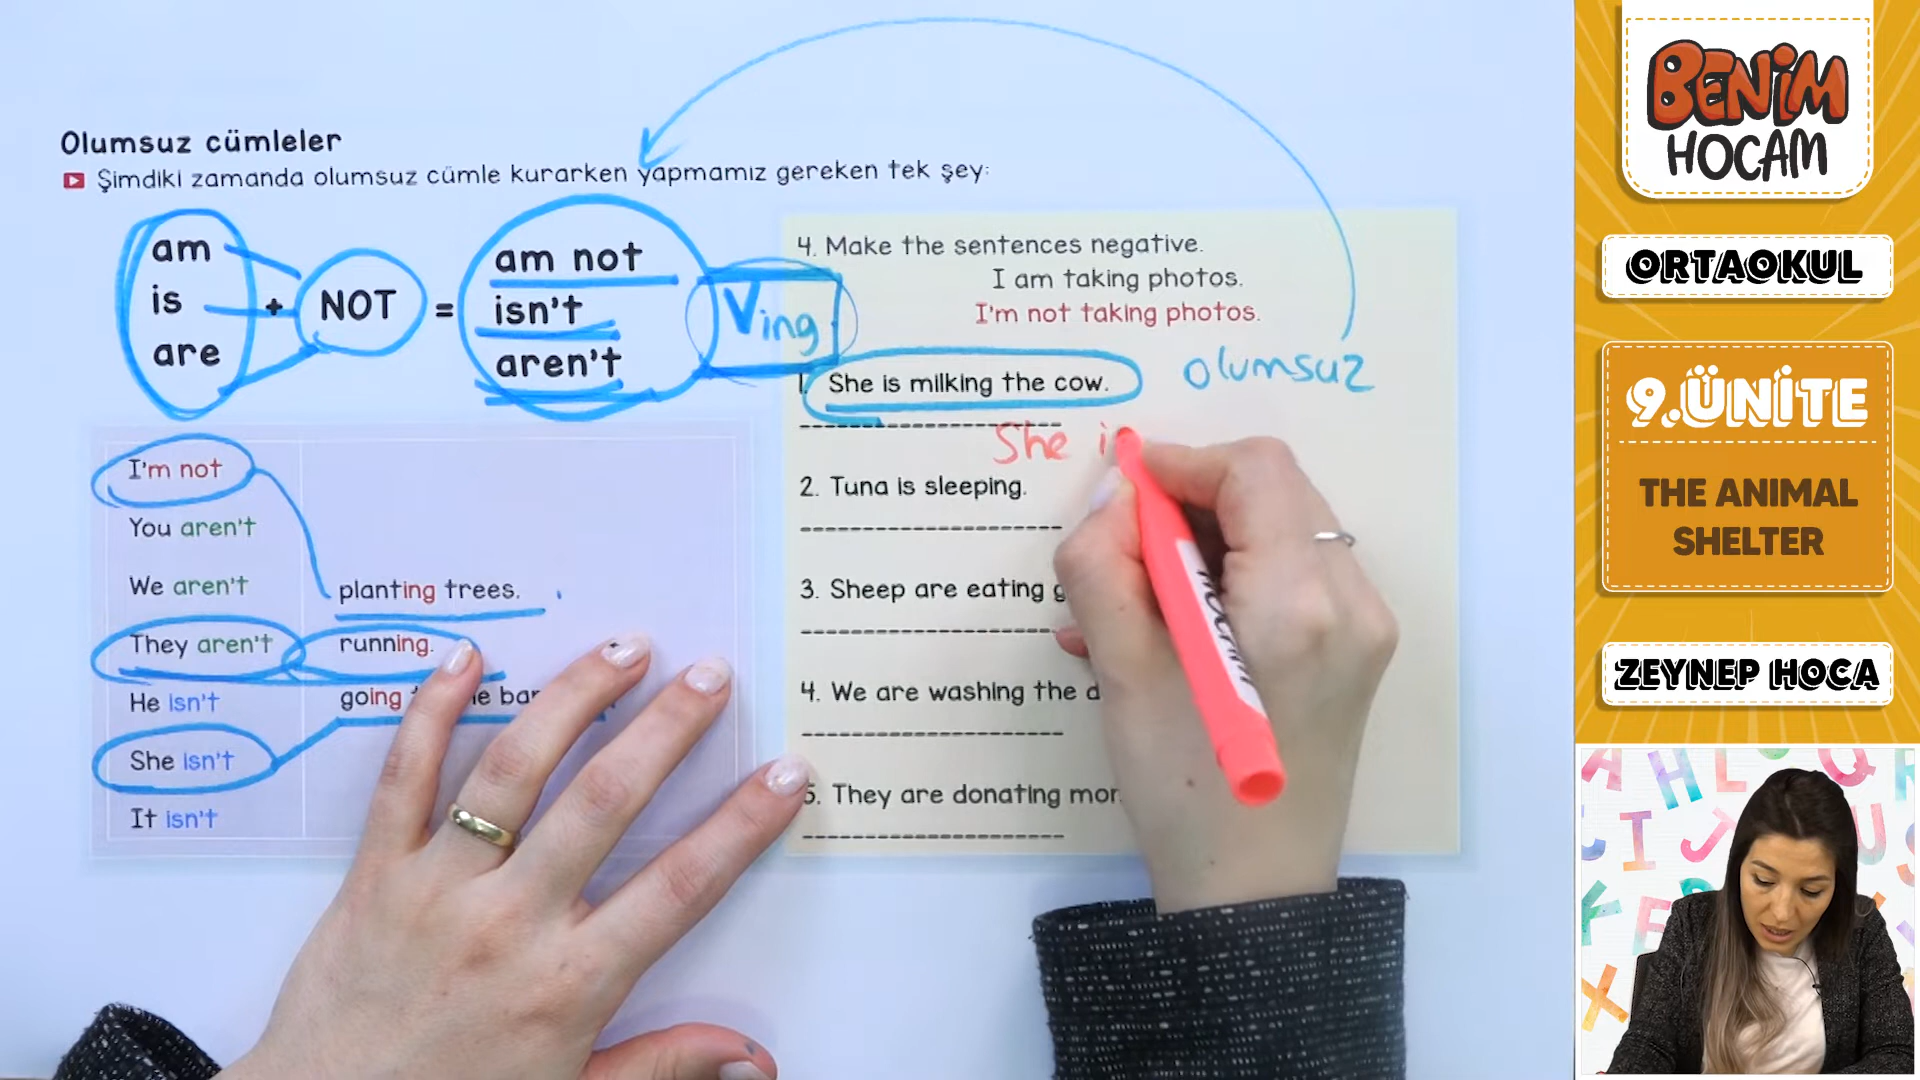 Olumsuz cümleler
Şimdiki zamanda olumsuz cümle kurarken yapmamız gereken tek şey:
am
is
are
+
NOT
=
am not
isn't
aren't
Ving
I'm not
You aren't
We aren't
They aren't
He isn't
She isn't
It isn't
planting trees.
running.
going
4. Make the sentences negative.
I am taking photos.
I'm not taking photos.
1. She is milking the cow.
olumsuz
She i
2. Tuna is sleeping.
3. Sheep are eating
4. We are washing the
5. They are donating
BENİM
HOCAM
ORTAOKUL
9.ÜNİTE
THE ANIMAL
SHELTER
ZEYNEP HOCA